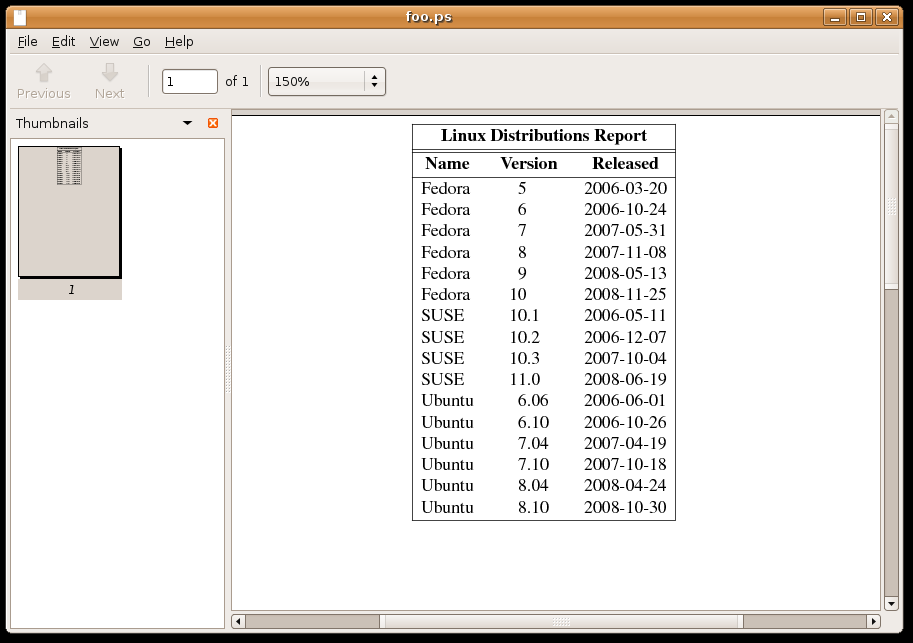 foo.ps
File Edit View Go Help
Previous Next 1 of 1 150%
Thumbnails
1
Linux Distributions Report
Name Version Released
Fedora 5 2006-03-20
Fedora 6 2006-10-24
Fedora 7 2007-05-31
Fedora 8 2007-11-08
Fedora 9 2008-05-13
Fedora 10 2008-11-25
SUSE 10.1 2006-05-11
SUSE 10.2 2006-12-07
SUSE 10.3 2007-10-04
SUSE 11.0 2008-06-19
Ubuntu 6.06 2006-06-01
Ubuntu 6.10 2006-10-26
Ubuntu 7.04 2007-04-19
Ubuntu 7.10 2007-10-18
Ubuntu 8.04 2008-04-24
Ubuntu 8.10 2008-10-30